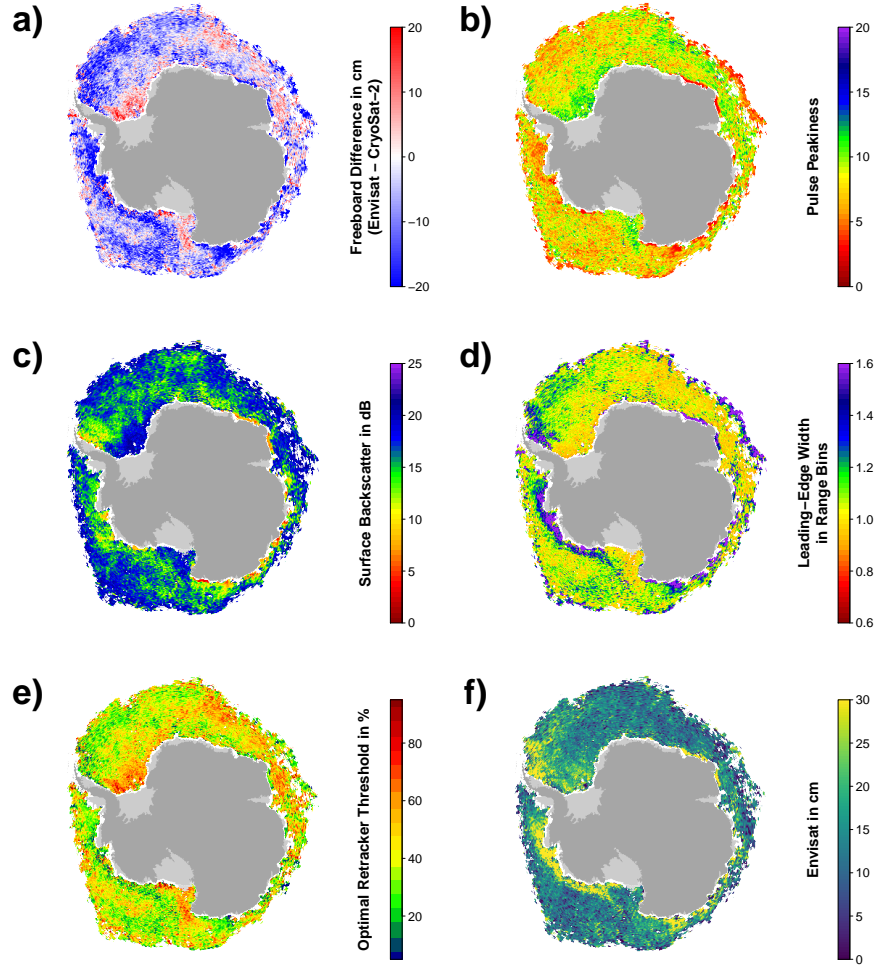 a)
20
10
0
−10
−20
Freeboard Difference in cm
(Envisat − CryoSat−2)
b)
20
15
10
5
0
Pulse Peakiness
c)
25
20
15
10
5
0
Surface Backscatter in dB
d)
1.6
1.4
1.2
1.0
0.8
0.6
Leading−Edge Width
in Range Bins
e)
80
60
40
20
Optimal Retracker Threshold in %
f)
30
25
20
15
10
5
0
Envisat in cm